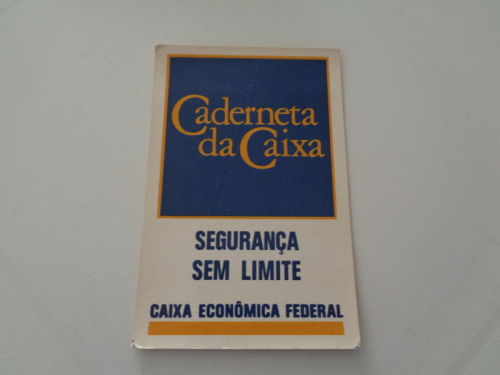 Caderneta
da Caixa
SEGURANÇA
SEM LIMITE
CAIXA ECONÔMICA FEDERAL